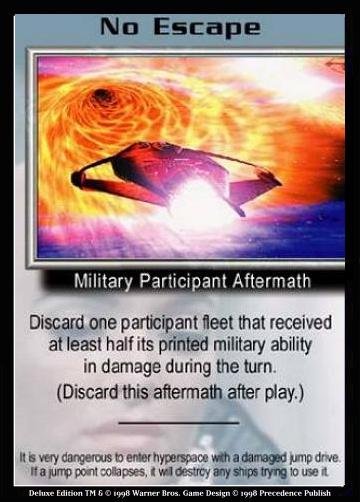 No Escape
Military Participant Aftermath
Discard one participant fleet that received
at least half its printed military ability
in damage during the turn.
(Discard this aftermath after play.)
It is very dangerous to enter hyperspace with a damaged jump drive.
If a jump point collapses, it will destroy any ships trying to use it.
Deluxe Edition TM & © 1998 Warner Bros. Game Design © 1998 Precedence Publish